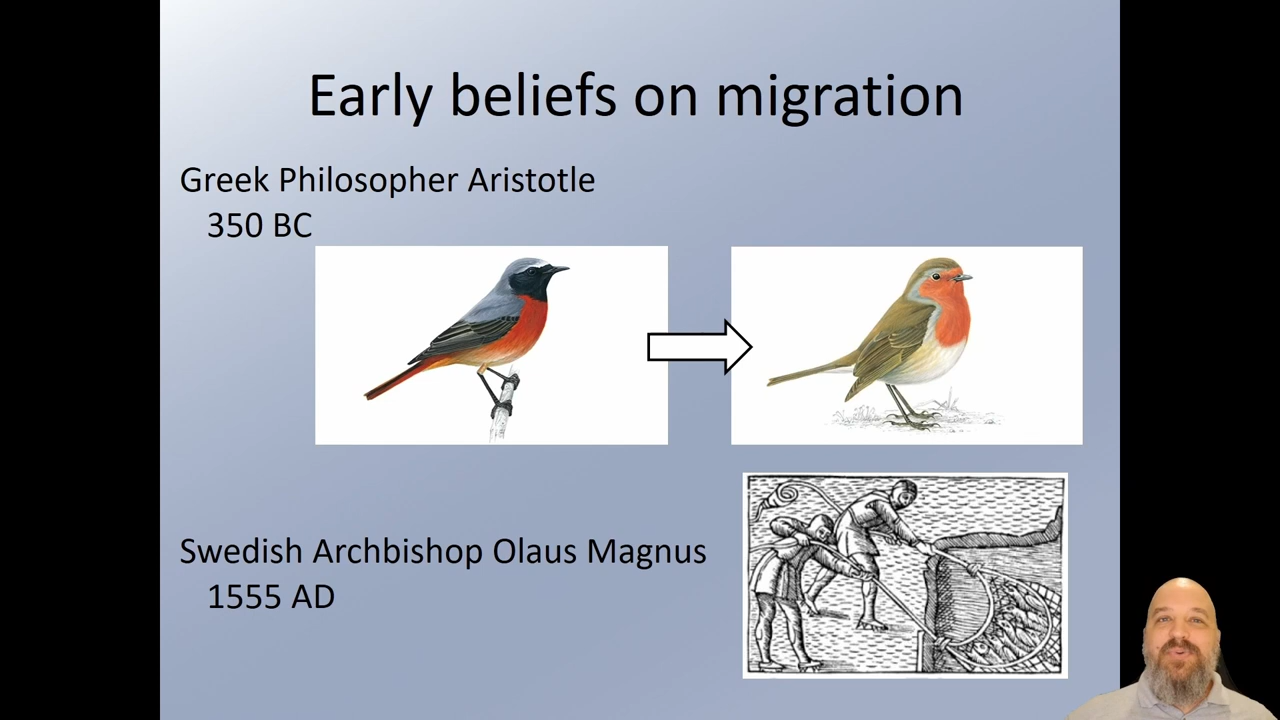 Early beliefs on migration
Greek Philosopher Aristotle
350 BC
Swedish Archbishop Olaus Magnus
1555 AD